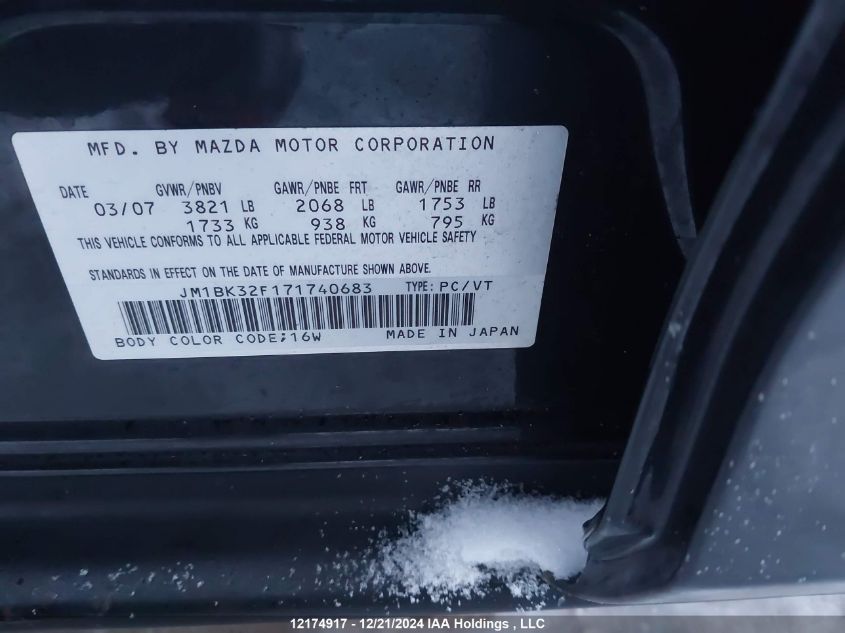 MFD. BY MAZDA MOTOR CORPORATION
DATE GVWR/PNBV GAWR/PNBE FRT GAWR/PNBE RR
03/07 3821 LB 2068 LB 1753 LB
1733 KG 938 KG 795 KG
THIS VEHICLE CONFORMS TO ALL APPLICABLE FEDERAL MOTOR VEHICLE SAFETY
STANDARDS IN EFFECT ON THE DATE OF MANUFACTURE SHOWN ABOVE.
JM1BK32F171740683 TYPE: PC/VT
BODY COLOR CODE;16W MADE IN JAPAN
12174917 - 12/21/2024 IAA Holdings, LLC